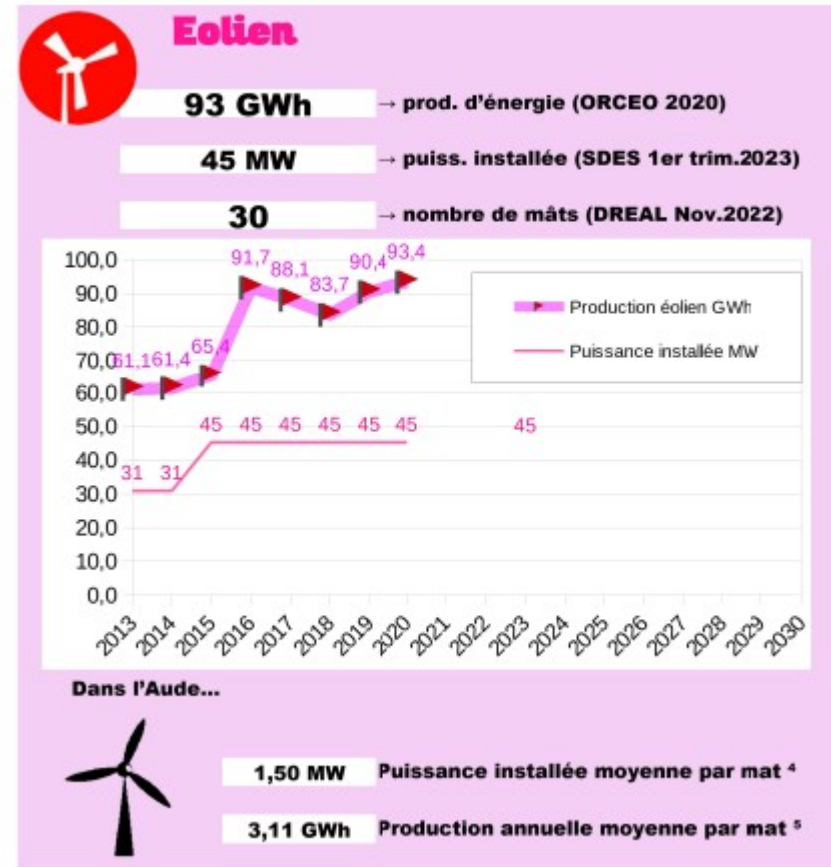 Eolien
93 GWh → prod. d'énergie (ORCEO 2020)
45 MW → puiss. installée (SDES 1er trim.2023)
30 → nombre de mâts (DREAL Nov.2022)
100,0
90,0
80,0
70,0
60,0
50,0
40,0
30,0
20,0
10,0
0,0
61,1 61,4 65,4 91,7 88,1 83,7 90,4 93,4
31 31 45 45 45 45 45 45 45
Production éolien GWh
Puissance installée MW
2013 2014 2015 2016 2017 2018 2019 2020 2021 2022 2023 2024 2025 2026 2027 2028 2029 2030
Dans l'Aude...
1,50 MW Puissance installée moyenne par mat ⁴
3,11 GWh Production annuelle moyenne par mat ⁵